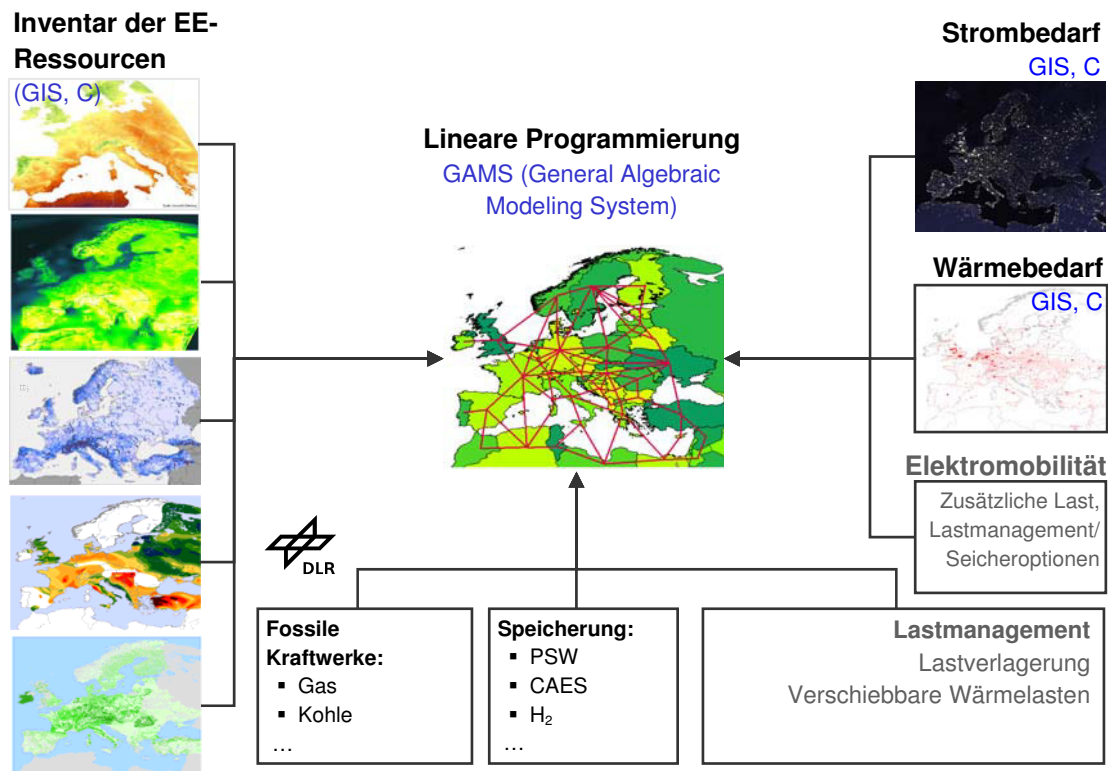 Inventar der EE-
Ressourcen
(GIS, C)
Lineare Programmierung
GAMS (General Algebraic
Modeling System)
Strombedarf
GIS, C
Wärmebedarf
GIS, C
Elektromobilität
Zusätzliche Last,
Lastmanagement/
Seicheroptionen
DLR
Fossile
Kraftwerke:
▪ Gas
▪ Kohle
…
Speicherung:
▪ PSW
▪ CAES
▪ H₂
…
Lastmanagement
Lastverlagerung
Verschiebbare Wärmelasten